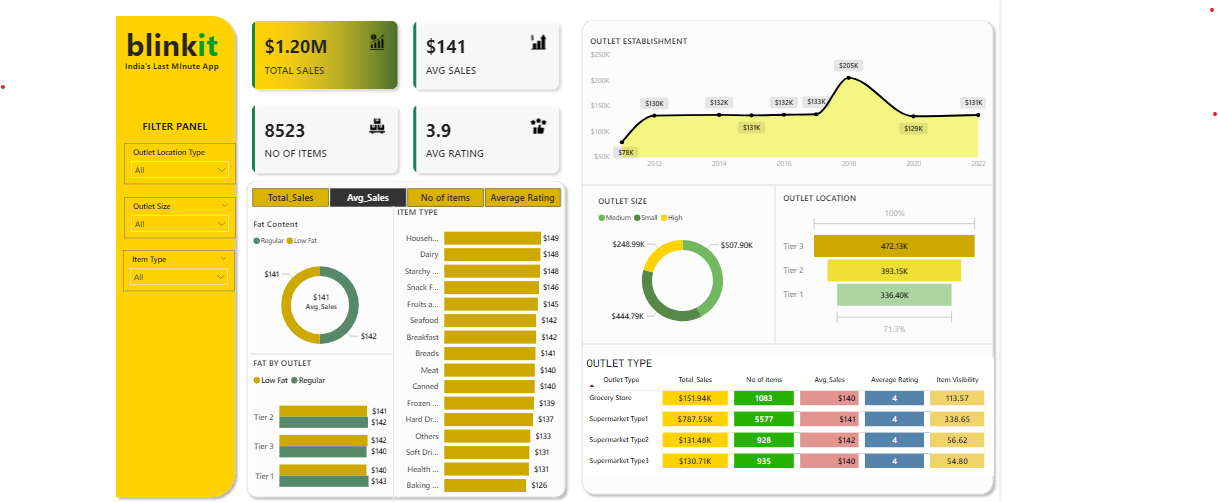 blinkit
India's Last Minute App
FILTER PANEL
Outlet Location Type
All
Outlet Size
All
Item Type
All
$1.20M
TOTAL SALES
$141
AVG SALES
8523
NO OF ITEMS
3.9
AVG RATING
Total_Sales Avg_Sales No of items Average Rating
Fat Content
Regular Low Fat
$141
$141
Avg_Sales
$142
FAT BY OUTLET
Low Fat Regular
Tier 2 $141
$142
Tier 3 $142
$140
Tier 1 $140
$143
ITEM TYPE
Househ... $149
Dairy $148
Starchy ... $148
Snack F... $146
Fruits a... $145
Seafood $142
Breakfast $142
Breads $141
Meat $140
Canned $140
Frozen ... $139
Hard Dr... $137
Others $133
Soft Dri... $131
Health ... $131
Baking ... $126
OUTLET ESTABLISHMENT
$250K
$200K
$150K
$100K
$50K
$78K $130K $132K $131K $132K $133K $205K $129K $131K
2012 2014 2016 2018 2020 2022
OUTLET SIZE
Medium Small High
$248.99K $507.90K
$444.79K
OUTLET LOCATION
100%
Tier 3 472.13K
Tier 2 393.15K
Tier 1 336.40K
71.3%
OUTLET TYPE
Outlet Type Total_Sales No of items Avg_Sales Average Rating Item Visibility
Grocery Store $151.94K 1083 $140 4 113.57
Supermarket Type1 $787.55K 5577 $141 4 338.65
Supermarket Type2 $131.48K 928 $142 4 56.62
Supermarket Type3 $130.71K 935 $140 4 54.80